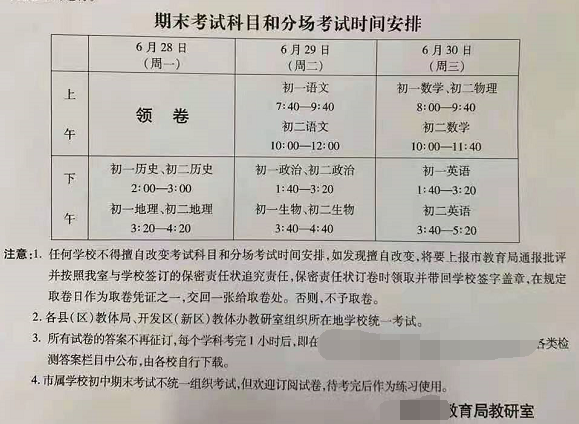 期末考试科目和分场考试时间安排
6月28日 6月29日 6月30日
(周一) (周二) (周三)
上午
领 卷
初一语文
7:40—9:40
初二语文
10:00—12:00
初一数学、初二物理
8:00—9:40
初二数学
10:00—11:40
下午
初一历史、初二历史
2:00—3:00
初一地理、初二地理
3:20—4:20
初一政治、初二政治
1:40—3:20
初一生物、初二生物
3:40—4:40
初一英语
1:40—3:20
初二英语
3:40—5:20
注意:1. 任何学校不得擅自改变考试科目和分场考试时间安排,如发现擅自改变,将要上报市教育局通报批评
并按照我室与学校签订的保密责任状追究责任,保密责任状订卷时领取并带回学校签字盖章,在规定
取卷日作为取卷凭证之一,交回一张给取卷处。否则,不予取卷。
2. 各县(区)教体局、开发区(新区)教体办教研室组织所在地学校统一考试。
3. 所有试卷的答案不再征订,每个学科考完1小时后,即在 各类检
测答案栏目中公布,由各校自行下载。
4. 市属学校初中期末考试不统一组织考试,但欢迎订阅试卷,待考完后作为练习使用。
教育局教研室